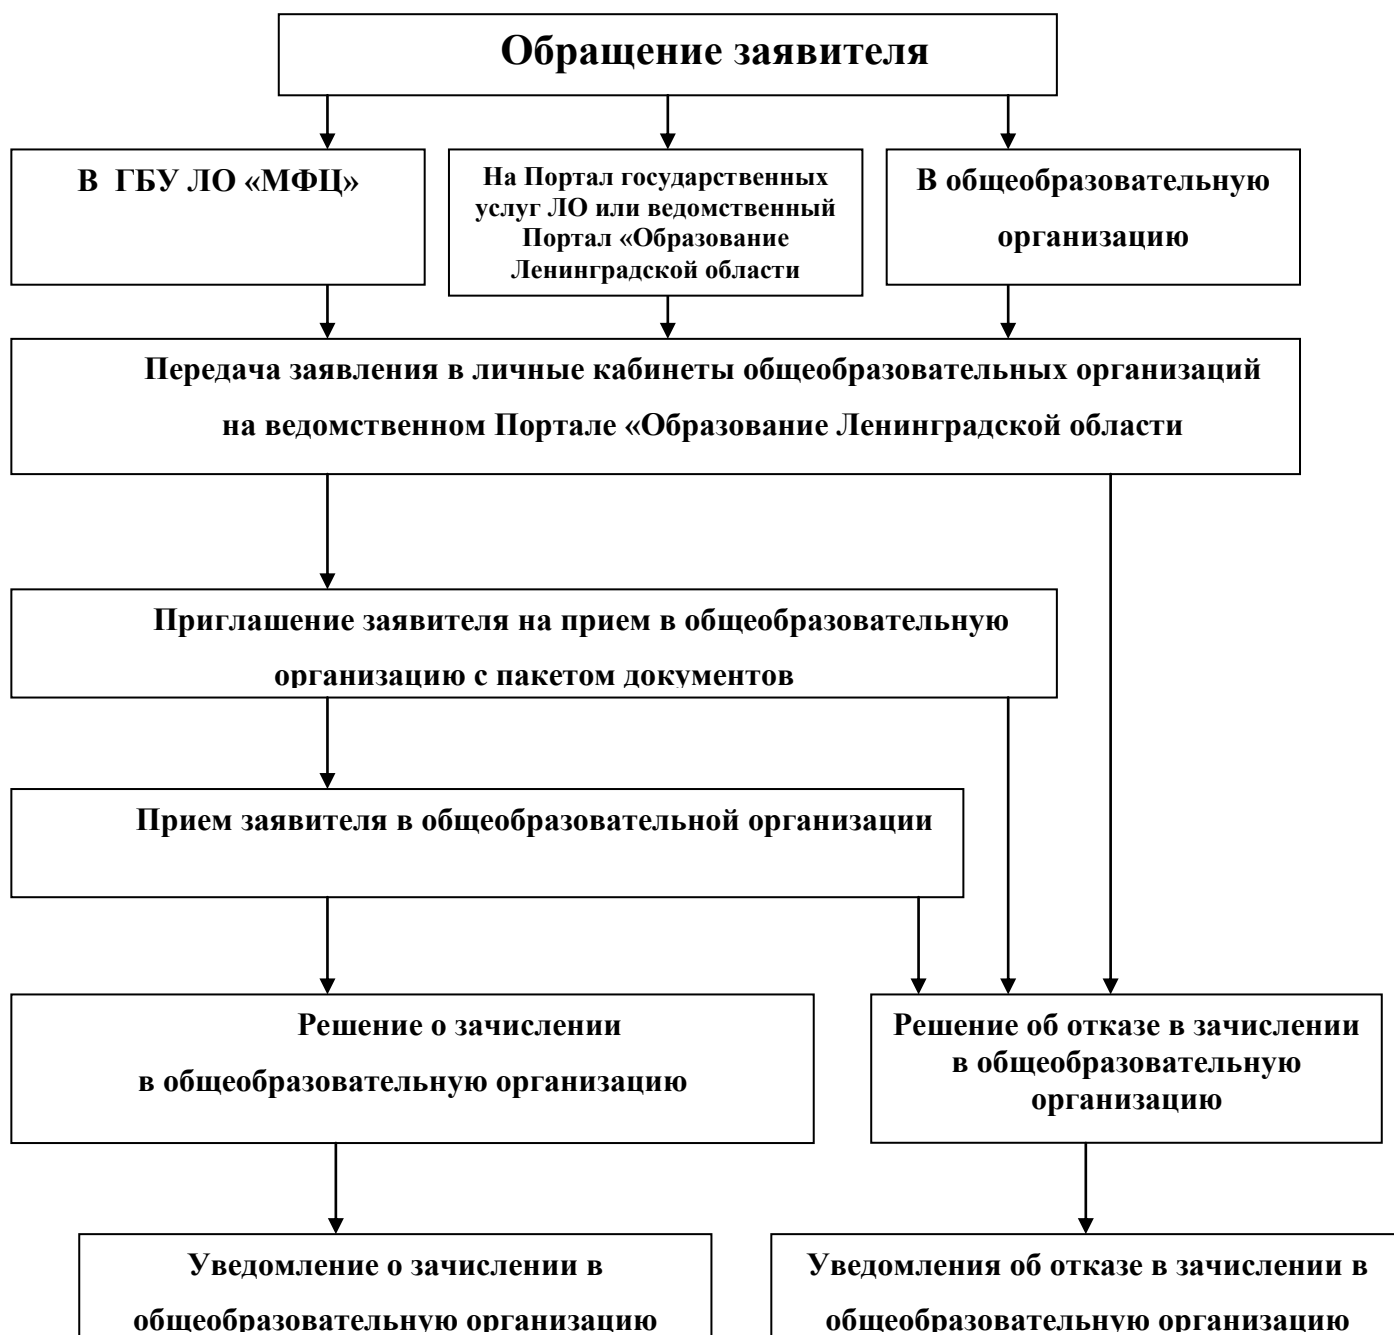 Обращение заявителя
В ГБУ ЛО «МФЦ»
На Портал государственных
услуг ЛО или ведомственный
Портал «Образование
Ленинградской области
В общеобразовательную
организацию
Передача заявления в личные кабинеты общеобразовательных организаций
на ведомственном Портале «Образование Ленинградской области
Приглашение заявителя на прием в общеобразовательную
организацию с пакетом документов
Прием заявителя в общеобразовательной организации
Решение о зачислении
в общеобразовательную организацию
Решение об отказе в зачислении
в общеобразовательную
организацию
Уведомление о зачислении в
общеобразовательную организацию
Уведомления об отказе в зачислении в
общеобразовательную организацию